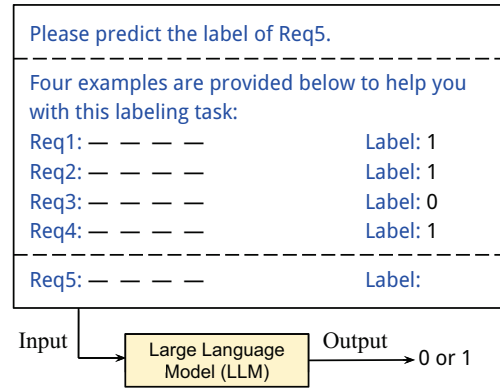 Please predict the label of Req5.
Four examples are provided below to help you
with this labeling task:
Req1: — — — — Label: 1
Req2: — — — — Label: 1
Req3: — — — — Label: 0
Req4: — — — — Label: 1
Req5: — — — — Label:
Input
Large Language
Model (LLM)
Output
0 or 1